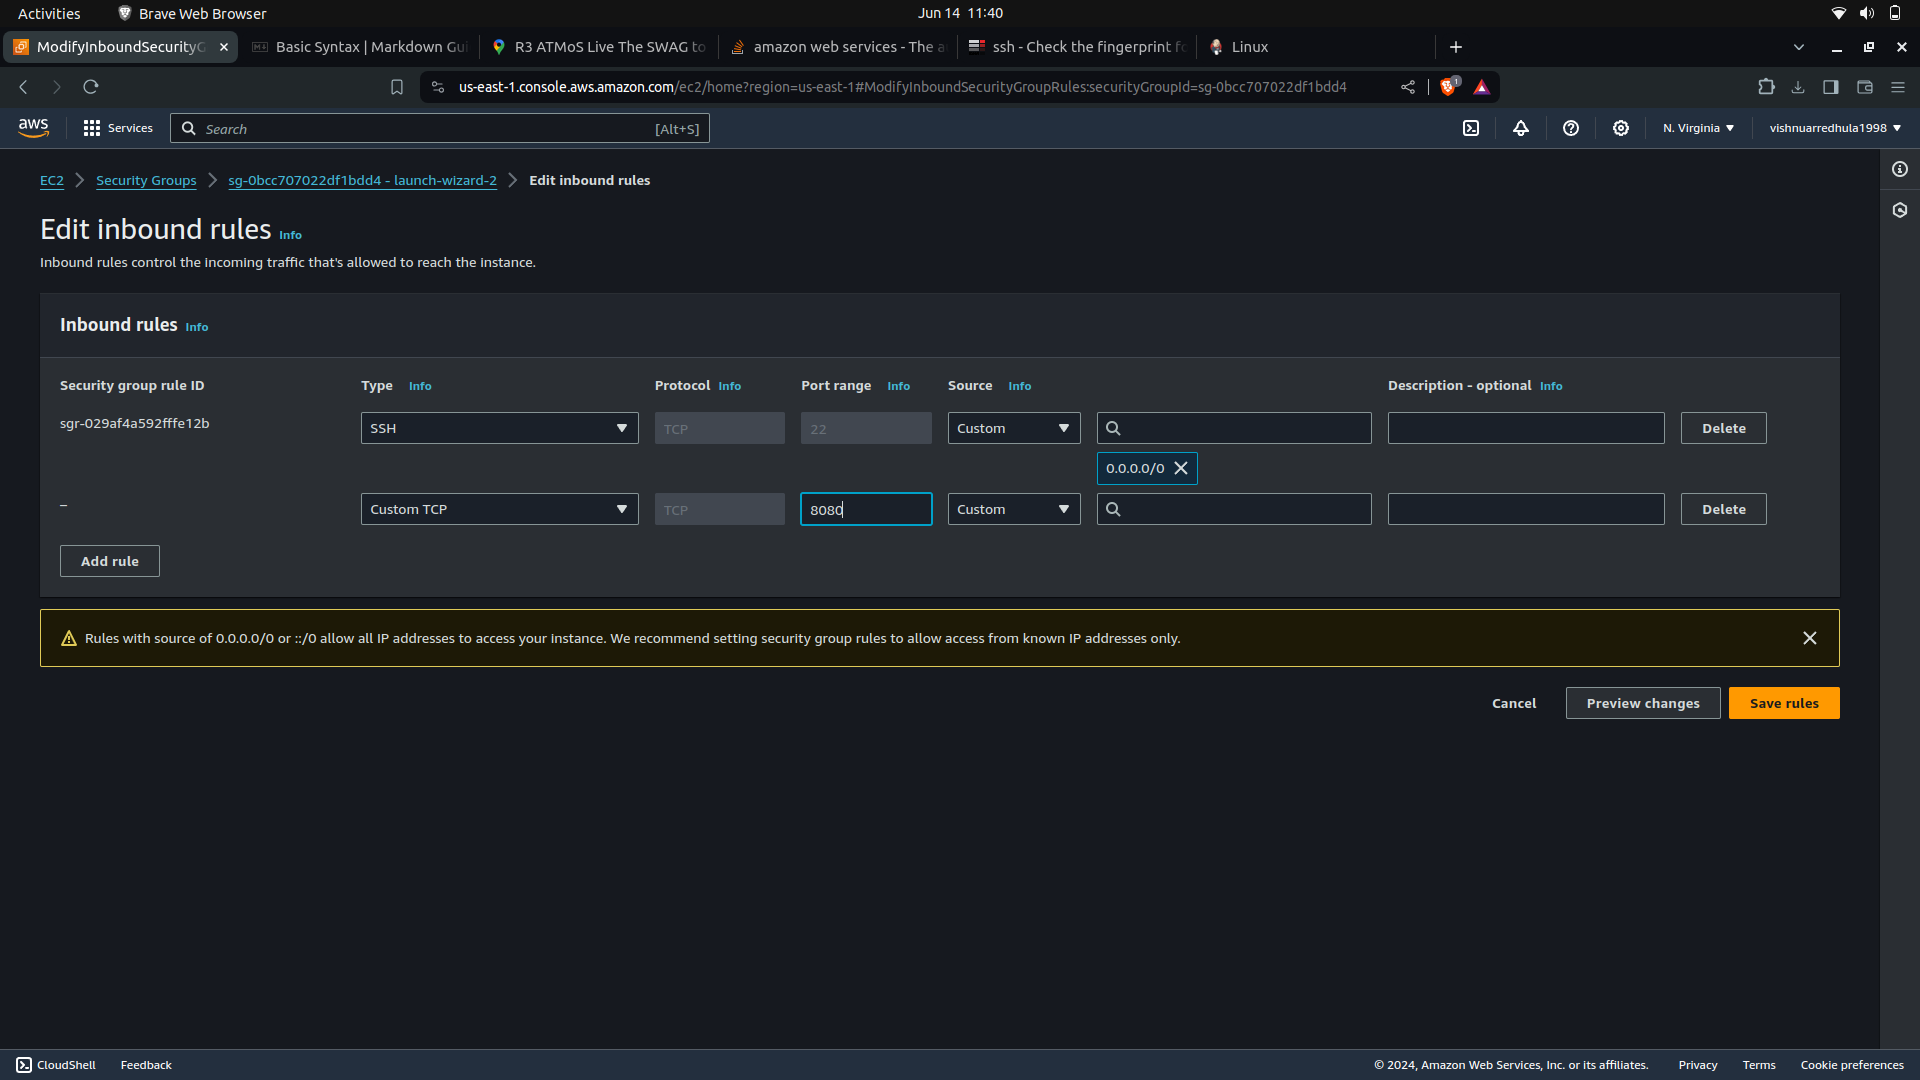 Activities Brave Web Browser Jun 14 11:40
ModifyInboundSecurityG Basic Syntax | Markdown Gui R3 ATMoS Live The SWAG to amazon web services - The a ssh - Check the fingerprint fo Linux
us-east-1.console.aws.amazon.com/ec2/home?region=us-east-1#ModifyInboundSecurityGroupRules:securityGroupId=sg-0bcc707022df1bdd4 1
aws Services Search [Alt+S] N. Virginia vishnuarredhula1998
EC2 Security Groups sg-0bcc707022df1bdd4 - launch-wizard-2 Edit inbound rules
Edit inbound rules Info
Inbound rules control the incoming traffic that's allowed to reach the instance.
Inbound rules Info
Security group rule ID Type Info Protocol Info Port range Info Source Info Description - optional Info
sgr-029af4a592fffe12b SSH TCP 22 Custom Delete
0.0.0.0/0
– Custom TCP TCP 8080 Custom Delete
Add rule
Rules with source of 0.0.0.0/0 or ::/0 allow all IP addresses to access your instance. We recommend setting security group rules to allow access from known IP addresses only.
Cancel Preview changes Save rules
CloudShell Feedback © 2024, Amazon Web Services, Inc. or its affiliates. Privacy Terms Cookie preferences